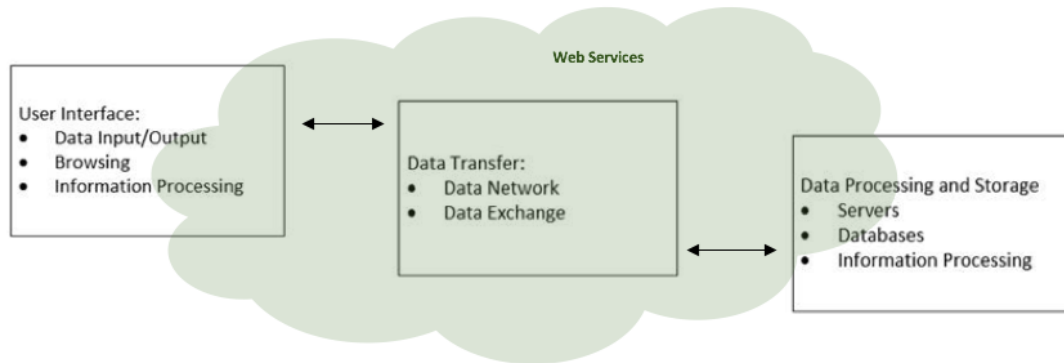 Web Services
User Interface:
• Data Input/Output
• Browsing
• Information Processing
Data Transfer:
• Data Network
• Data Exchange
Data Processing and Storage
• Servers
• Databases
• Information Processing